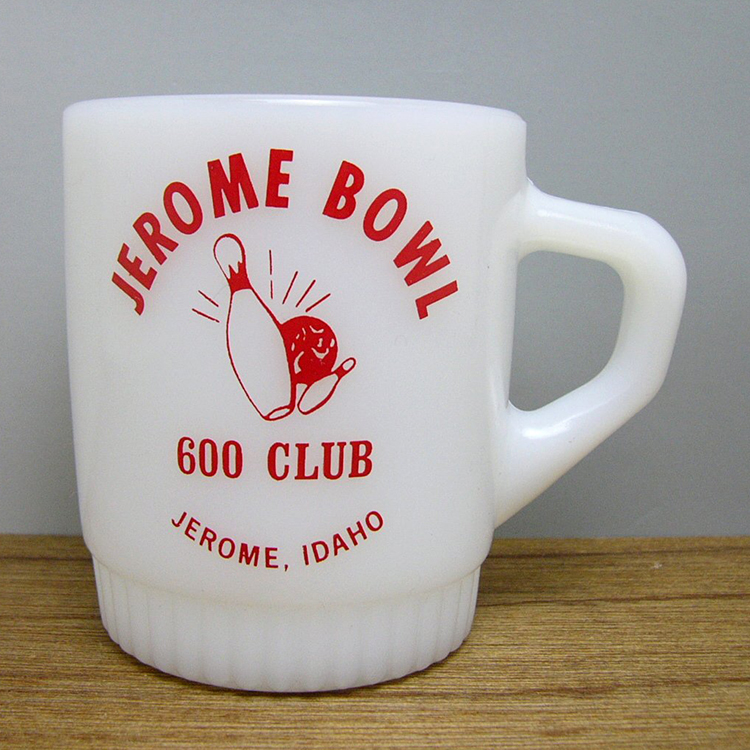 JEROME BOWL
600 CLUB
JEROME, IDAHO